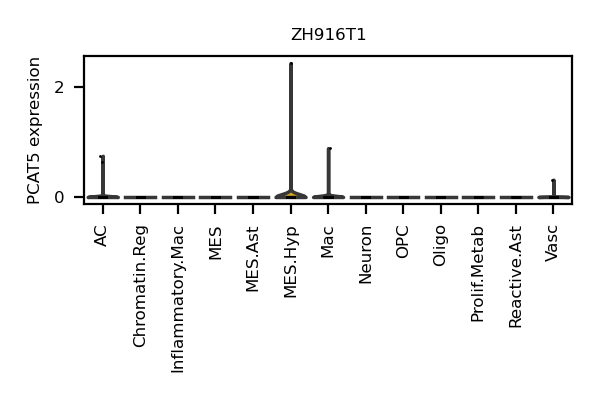 ZH916T1
PCAT5 expression
2
0
AC
Chromatin.Reg
Inflammatory.Mac
MES
MES.Ast
MES.Hyp
Mac
Neuron
OPC
Oligo
Prolif.Metab
Reactive.Ast
Vasc